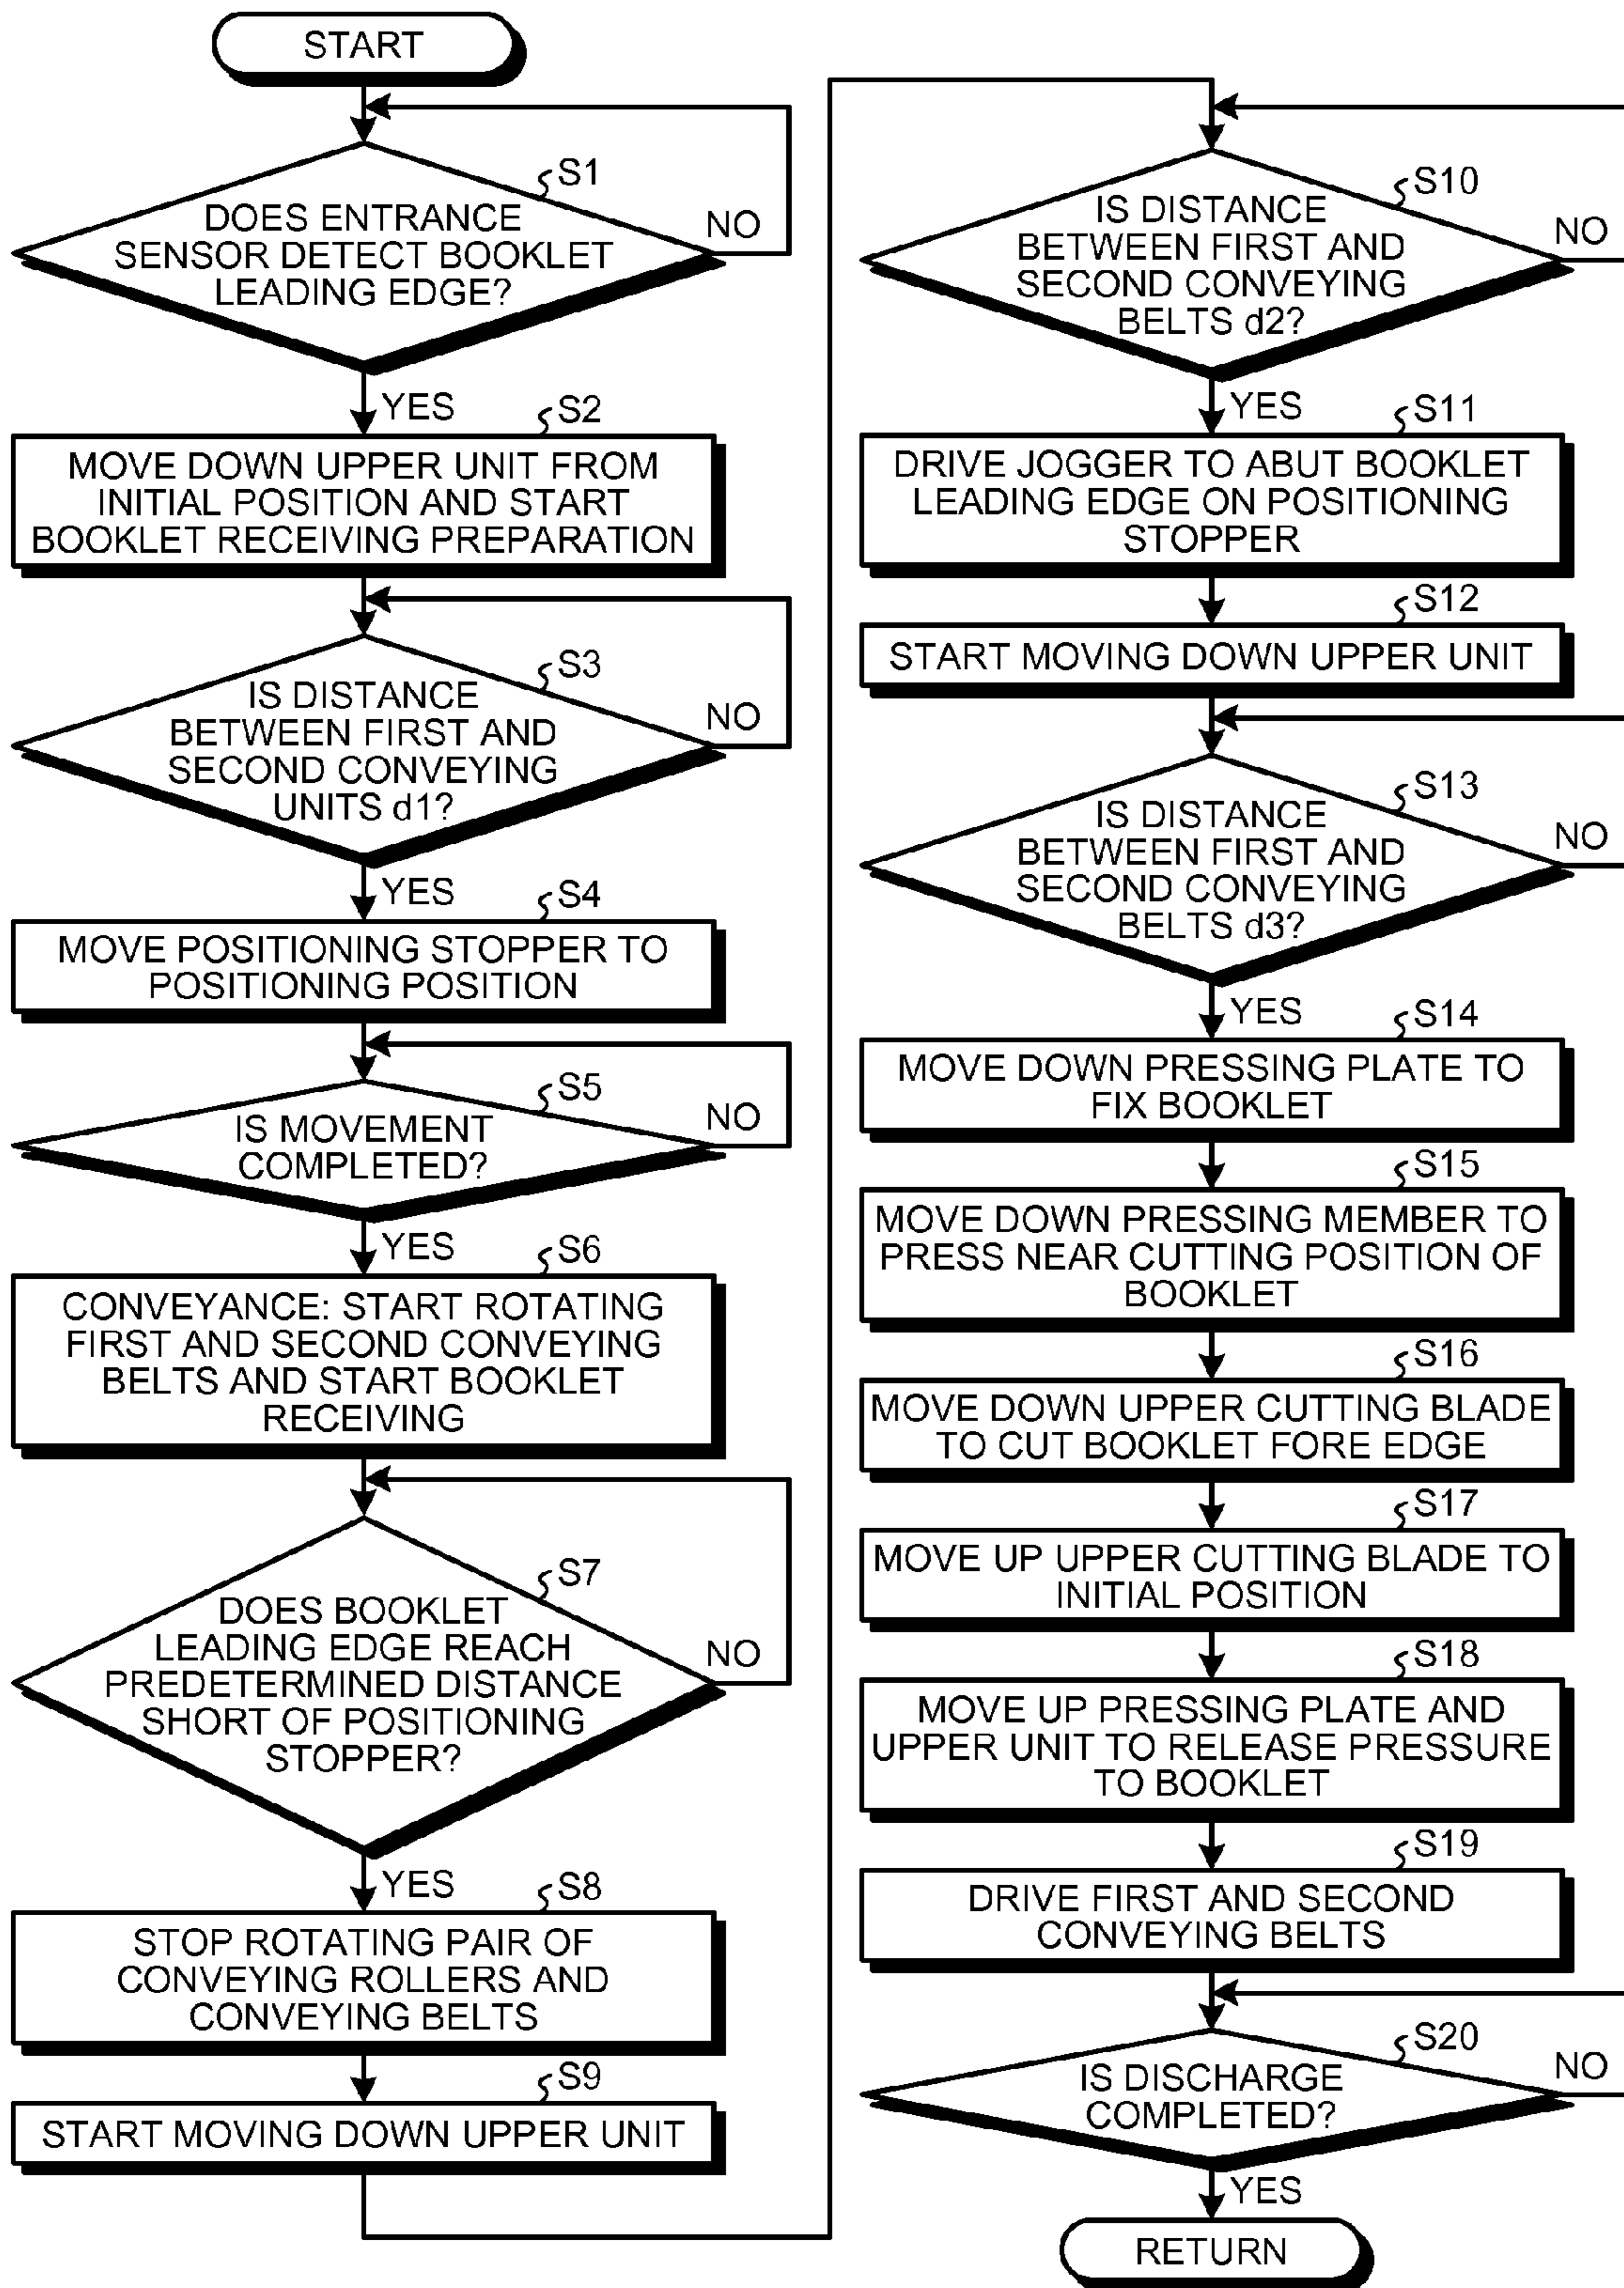 START
S1
DOES ENTRANCE
SENSOR DETECT BOOKLET
LEADING EDGE?
NO
YES
S2
MOVE DOWN UPPER UNIT FROM
INITIAL POSITION AND START
BOOKLET RECEIVING PREPARATION
S3
IS DISTANCE
BETWEEN FIRST AND
SECOND CONVEYING
UNITS d1?
NO
YES
S4
MOVE POSITIONING STOPPER TO
POSITIONING POSITION
S5
IS MOVEMENT
COMPLETED?
NO
YES
S6
CONVEYANCE: START ROTATING
FIRST AND SECOND CONVEYING
BELTS AND START BOOKLET
RECEIVING
S7
DOES BOOKLET
LEADING EDGE REACH
PREDETERMINED DISTANCE
SHORT OF POSITIONING
STOPPER?
NO
YES
S8
STOP ROTATING PAIR OF
CONVEYING ROLLERS AND
CONVEYING BELTS
S9
START MOVING DOWN UPPER UNIT
S10
IS DISTANCE
BETWEEN FIRST AND
SECOND CONVEYING
BELTS d2?
NO
YES
S11
DRIVE JOGGER TO ABUT BOOKLET
LEADING EDGE ON POSITIONING
STOPPER
S12
START MOVING DOWN UPPER UNIT
S13
IS DISTANCE
BETWEEN FIRST AND
SECOND CONVEYING
BELTS d3?
NO
YES
S14
MOVE DOWN PRESSING PLATE TO
FIX BOOKLET
S15
MOVE DOWN PRESSING MEMBER TO
PRESS NEAR CUTTING POSITION OF
BOOKLET
S16
MOVE DOWN UPPER CUTTING BLADE
TO CUT BOOKLET FORE EDGE
S17
MOVE UP UPPER CUTTING BLADE TO
INITIAL POSITION
S18
MOVE UP PRESSING PLATE AND
UPPER UNIT TO RELEASE PRESSURE
TO BOOKLET
S19
DRIVE FIRST AND SECOND
CONVEYING BELTS
S20
IS DISCHARGE
COMPLETED?
NO
YES
RETURN